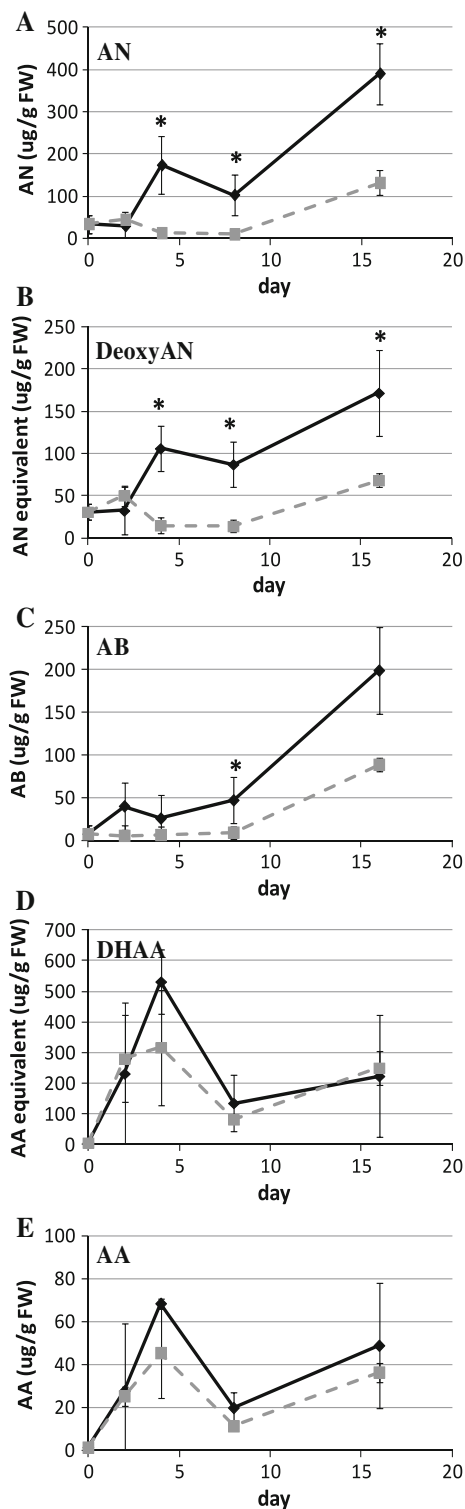 A
AN
AN (ug/g FW)
500
400
300
200
100
0
* * *
0 5 10 15 20
day
B
DeoxyAN
AN equivalent (ug/g FW)
250
200
150
100
50
0
* * *
0 5 10 15 20
day
C
AB
AB (ug/g FW)
250
200
150
100
50
0
*
0 5 10 15 20
day
D
DHAA
AA equivalent (ug/g FW)
700
600
500
400
300
200
100
0
0 5 10 15 20
day
E
AA
AA (ug/g FW)
100
80
60
40
20
0
0 5 10 15 20
day